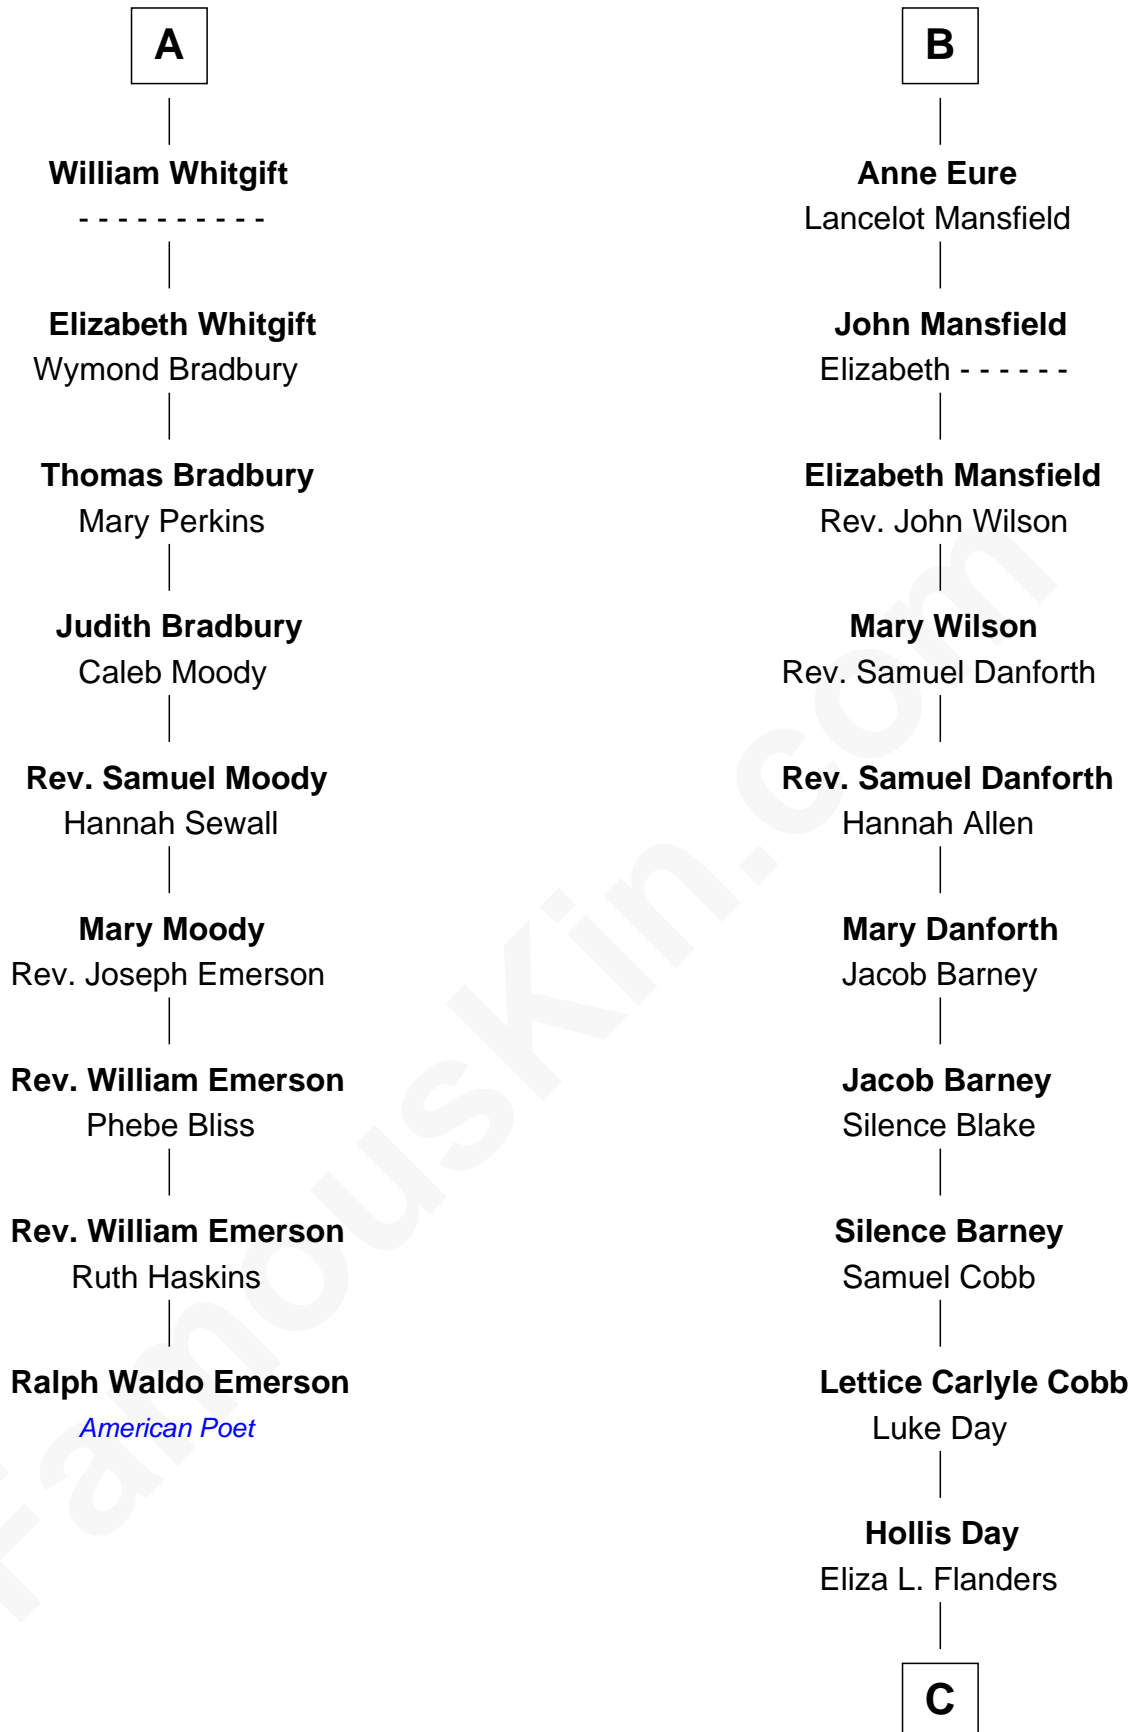 A
William Whitgift
- - - - - - - - - -
Elizabeth Whitgift
Wymond Bradbury
Thomas Bradbury
Mary Perkins
Judith Bradbury
Caleb Moody
Rev. Samuel Moody
Hannah Sewall
Mary Moody
Rev. Joseph Emerson
Rev. William Emerson
Phebe Bliss
Rev. William Emerson
Ruth Haskins
Ralph Waldo Emerson
American Poet
B
Anne Eure
Lancelot Mansfield
John Mansfield
Elizabeth - - - - - -
Elizabeth Mansfield
Rev. John Wilson
Mary Wilson
Rev. Samuel Danforth
Rev. Samuel Danforth
Hannah Allen
Mary Danforth
Jacob Barney
Jacob Barney
Silence Blake
Silence Barney
Samuel Cobb
Lettice Carlyle Cobb
Luke Day
Hollis Day
Eliza L. Flanders
C
FamousKin.com